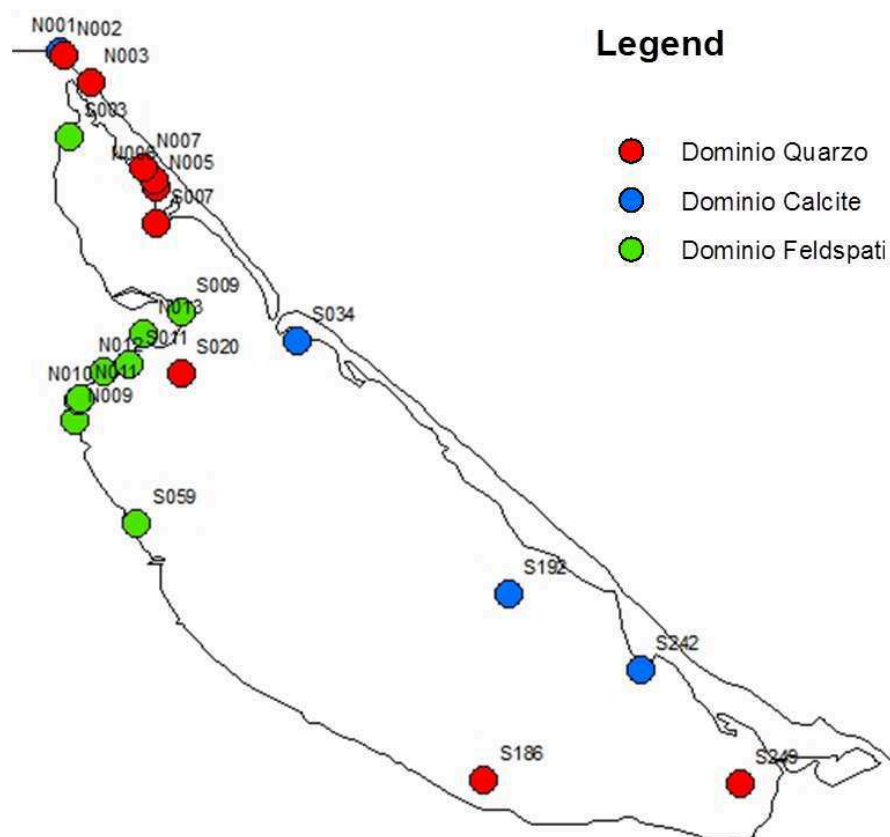 N001
N002
Legend
N003
S003
Dominio Quarzo
N007
N006
N005
S007
Dominio Calcite
Dominio Feldspati
S009
N013
S034
S011
N012
S020
N010
N011
N009
S059
S192
S242
S186
S249